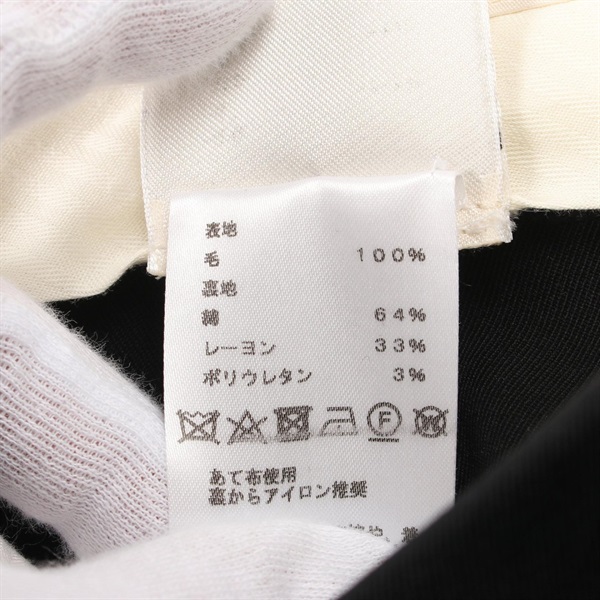 表地
毛 100%
裏地
綿 64%
レーヨン 33%
ポリウレタン 3%
F W
あて布使用
裏からアイロン推奨